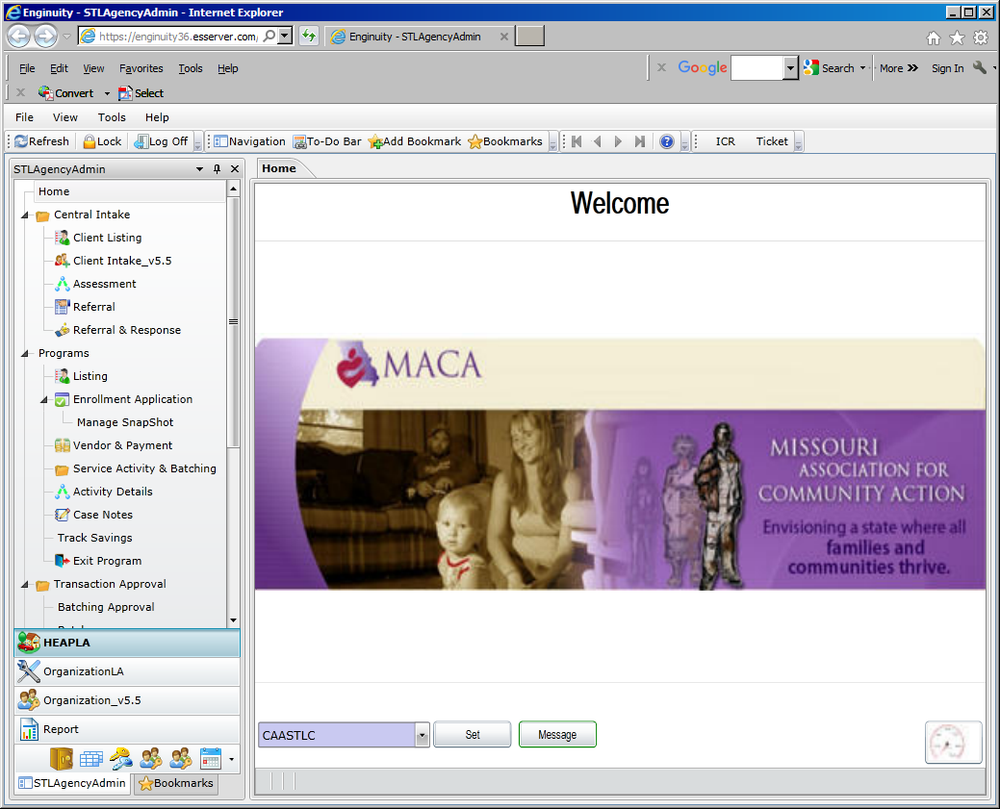 Enginuity - STLAgencyAdmin - Internet Explorer
https://enginuity36.esserver.com/
Enginuity - STLAgencyAdmin
File Edit View Favorites Tools Help
Google Search More Sign In
Convert Select
File View Tools Help
Refresh Lock Log Off Navigation To-Do Bar Add Bookmark Bookmarks ICR Ticket
STLAgencyAdmin
Home
Central Intake
Client Listing
Client Intake_v5.5
Assessment
Referral
Referral & Response
Programs
Listing
Enrollment Application
Manage SnapShot
Vendor & Payment
Service Activity & Batching
Activity Details
Case Notes
Track Savings
Exit Program
Transaction Approval
Batching Approval
HEAPLA
OrganizationLA
Organization_v5.5
Report
STLAgencyAdmin Bookmarks
Home
Welcome
MACA
MISSOURI
ASSOCIATION FOR
COMMUNITY ACTION
Envisioning a state where all
families and
communities thrive.
CAASTLC Set Message